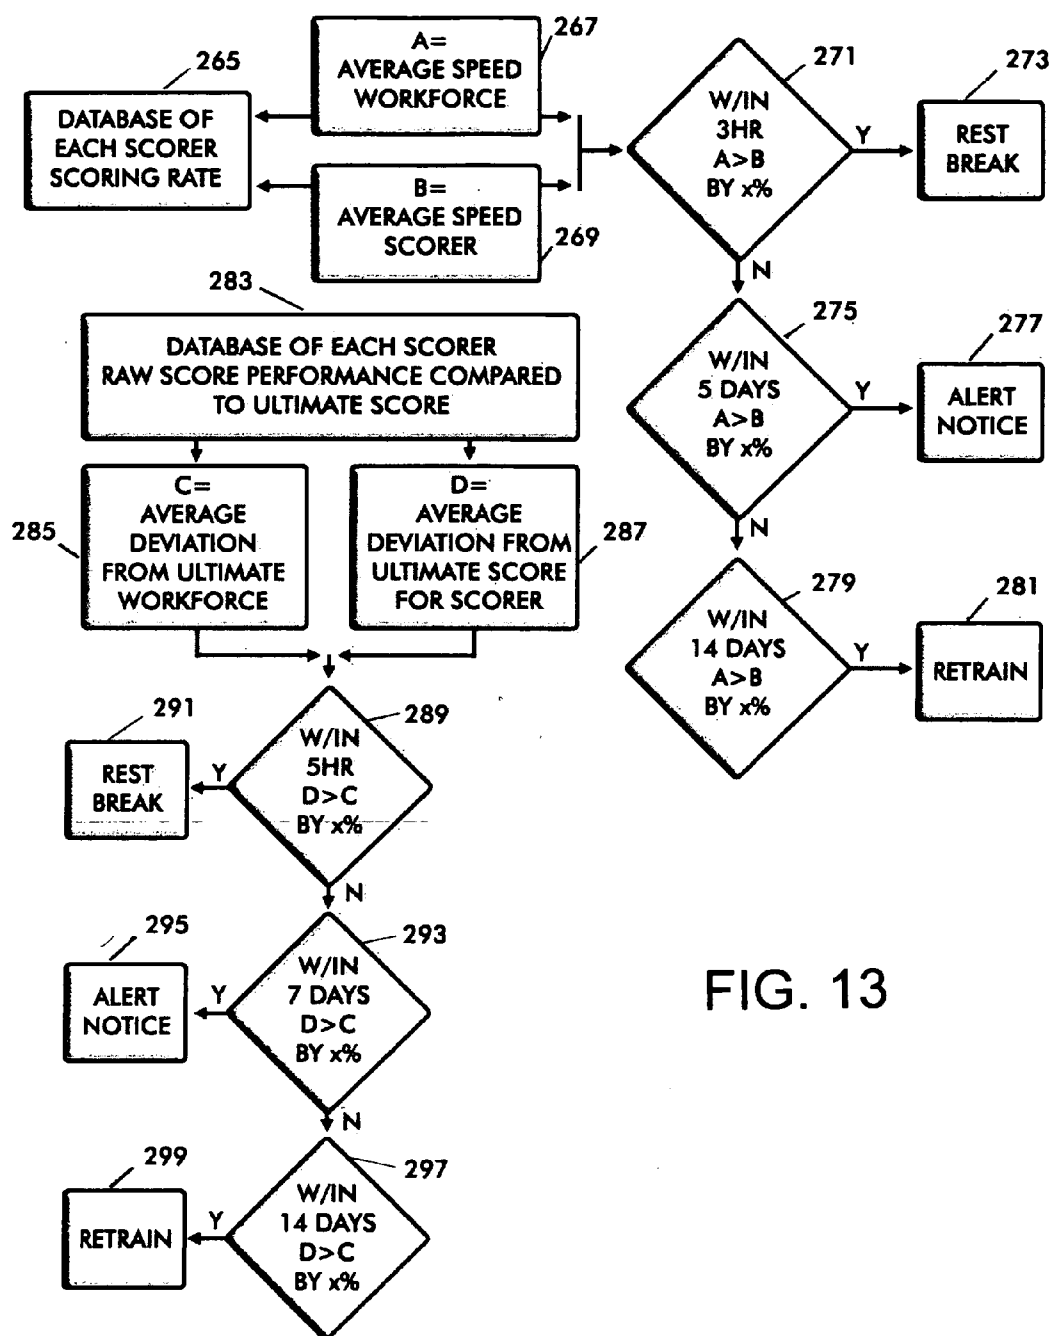 265
DATABASE OF
EACH SCORER
SCORING RATE
267
A=
AVERAGE SPEED
WORKFORCE
B=
AVERAGE SPEED
SCORER
269
271
W/IN
3HR
A>B
BY x%
Y
273
REST
BREAK
N
275
W/IN
5 DAYS
A>B
BY x%
Y
277
ALERT
NOTICE
N
279
W/IN
14 DAYS
A>B
BY x%
Y
281
RETRAIN
283
DATABASE OF EACH SCORER
RAW SCORE PERFORMANCE COMPARED
TO ULTIMATE SCORE
285
C=
AVERAGE
DEVIATION
FROM ULTIMATE
WORKFORCE
D=
AVERAGE
DEVIATION FROM
ULTIMATE SCORE
FOR SCORER
287
289
W/IN
5HR
D>C
BY x%
Y
291
REST
BREAK
N
293
W/IN
7 DAYS
D>C
BY x%
Y
295
ALERT
NOTICE
N
297
W/IN
14 DAYS
D>C
BY x%
Y
299
RETRAIN
FIG. 13